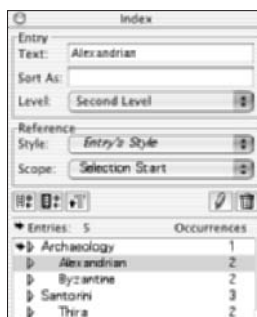 Index
Entry
Text: Alexandrian
Sort As:
Level: Second Level
Reference
Style: Entry's Style
Scope: Selection Start
Entries: 5 Occurrences
Archaeology 1
Alexandrian 2
Byzantine 2
Santorini 3
Thira 2